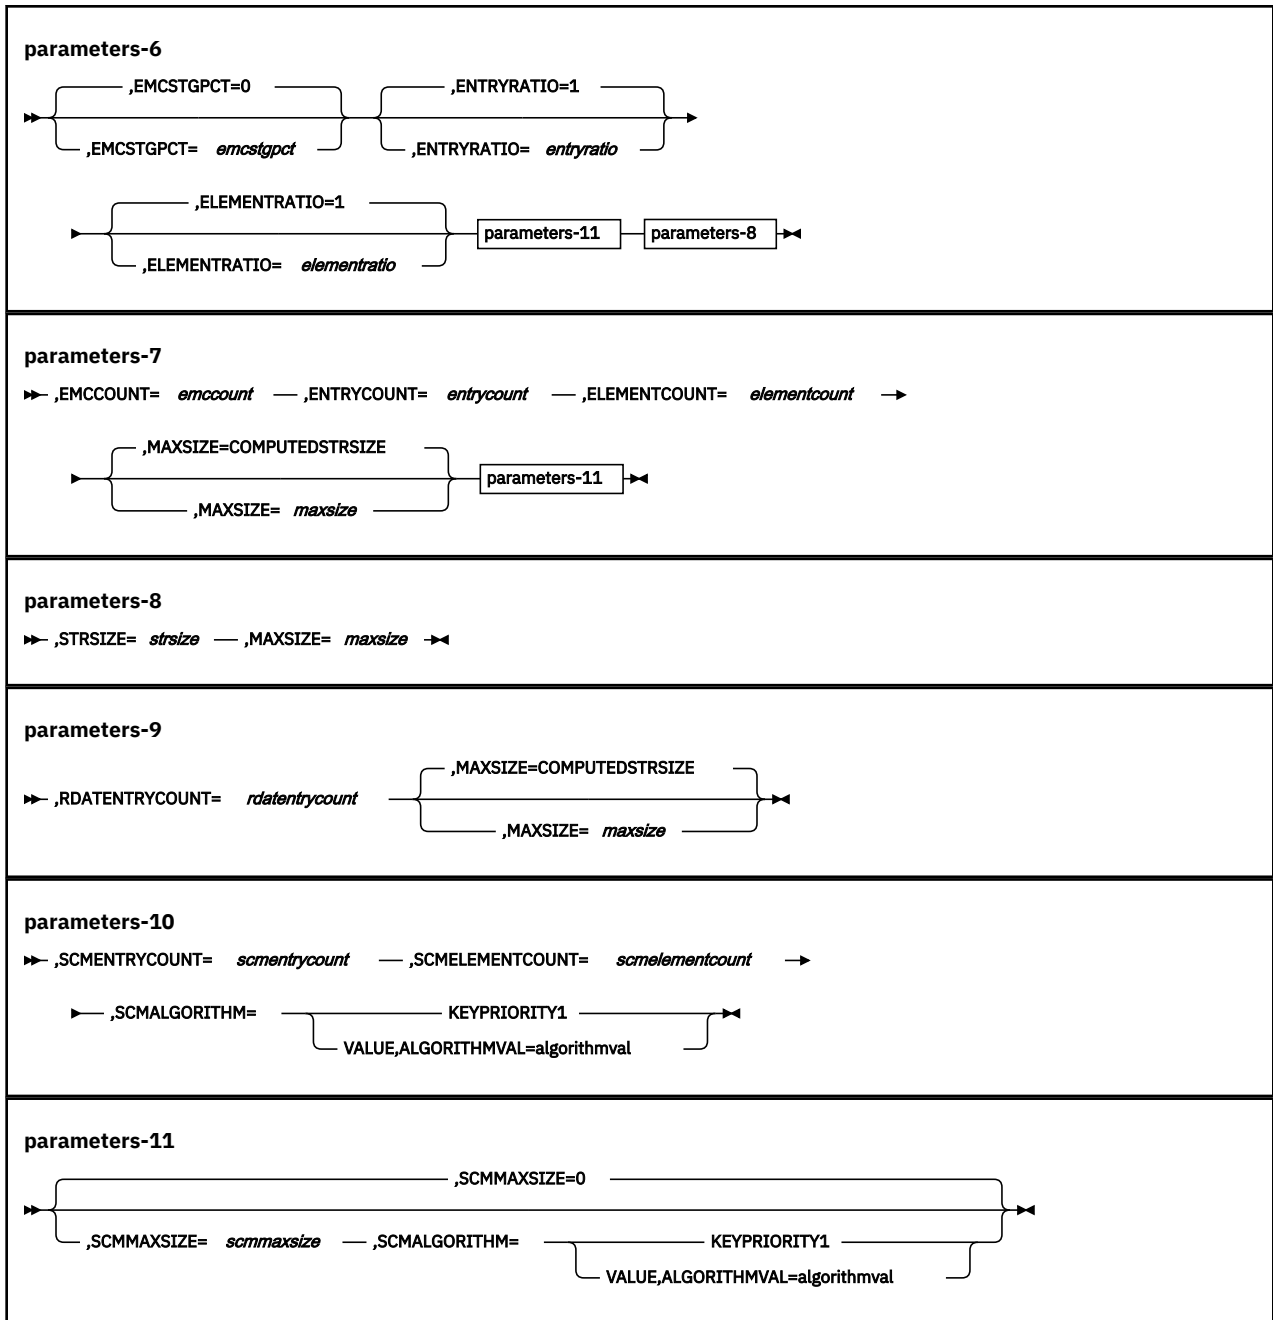 parameters-6
,EMCSTGPCT=0 ,ENTRYRATIO=1
,EMCSTGPCT= emcstgpct ,ENTRYRATIO= entryratio
,ELEMENTRATIO=1
parameters-11 parameters-8
,ELEMENTRATIO= elementratio
parameters-7
,EMCCOUNT= emccount ,ENTRYCOUNT= entrycount ,ELEMENTCOUNT= elementcount
,MAXSIZE=COMPUTEDSTRSIZE
parameters-11
,MAXSIZE= maxsize
parameters-8
,STRSIZE= strsize ,MAXSIZE= maxsize
parameters-9
,MAXSIZE=COMPUTEDSTRSIZE
,RDATENTRYCOUNT= rdatentrycount
,MAXSIZE= maxsize
parameters-10
,SCMENTRYCOUNT= scmentrycount ,SCMELEMENTCOUNT= scmelementcount
,SCMALGORITHM= KEYPRIORITY1
VALUE,ALGORITHMVAL=algorithmval
parameters-11
,SCMMAXSIZE=0
,SCMMAXSIZE= scmmaxsize ,SCMALGORITHM= KEYPRIORITY1
VALUE,ALGORITHMVAL=algorithmval